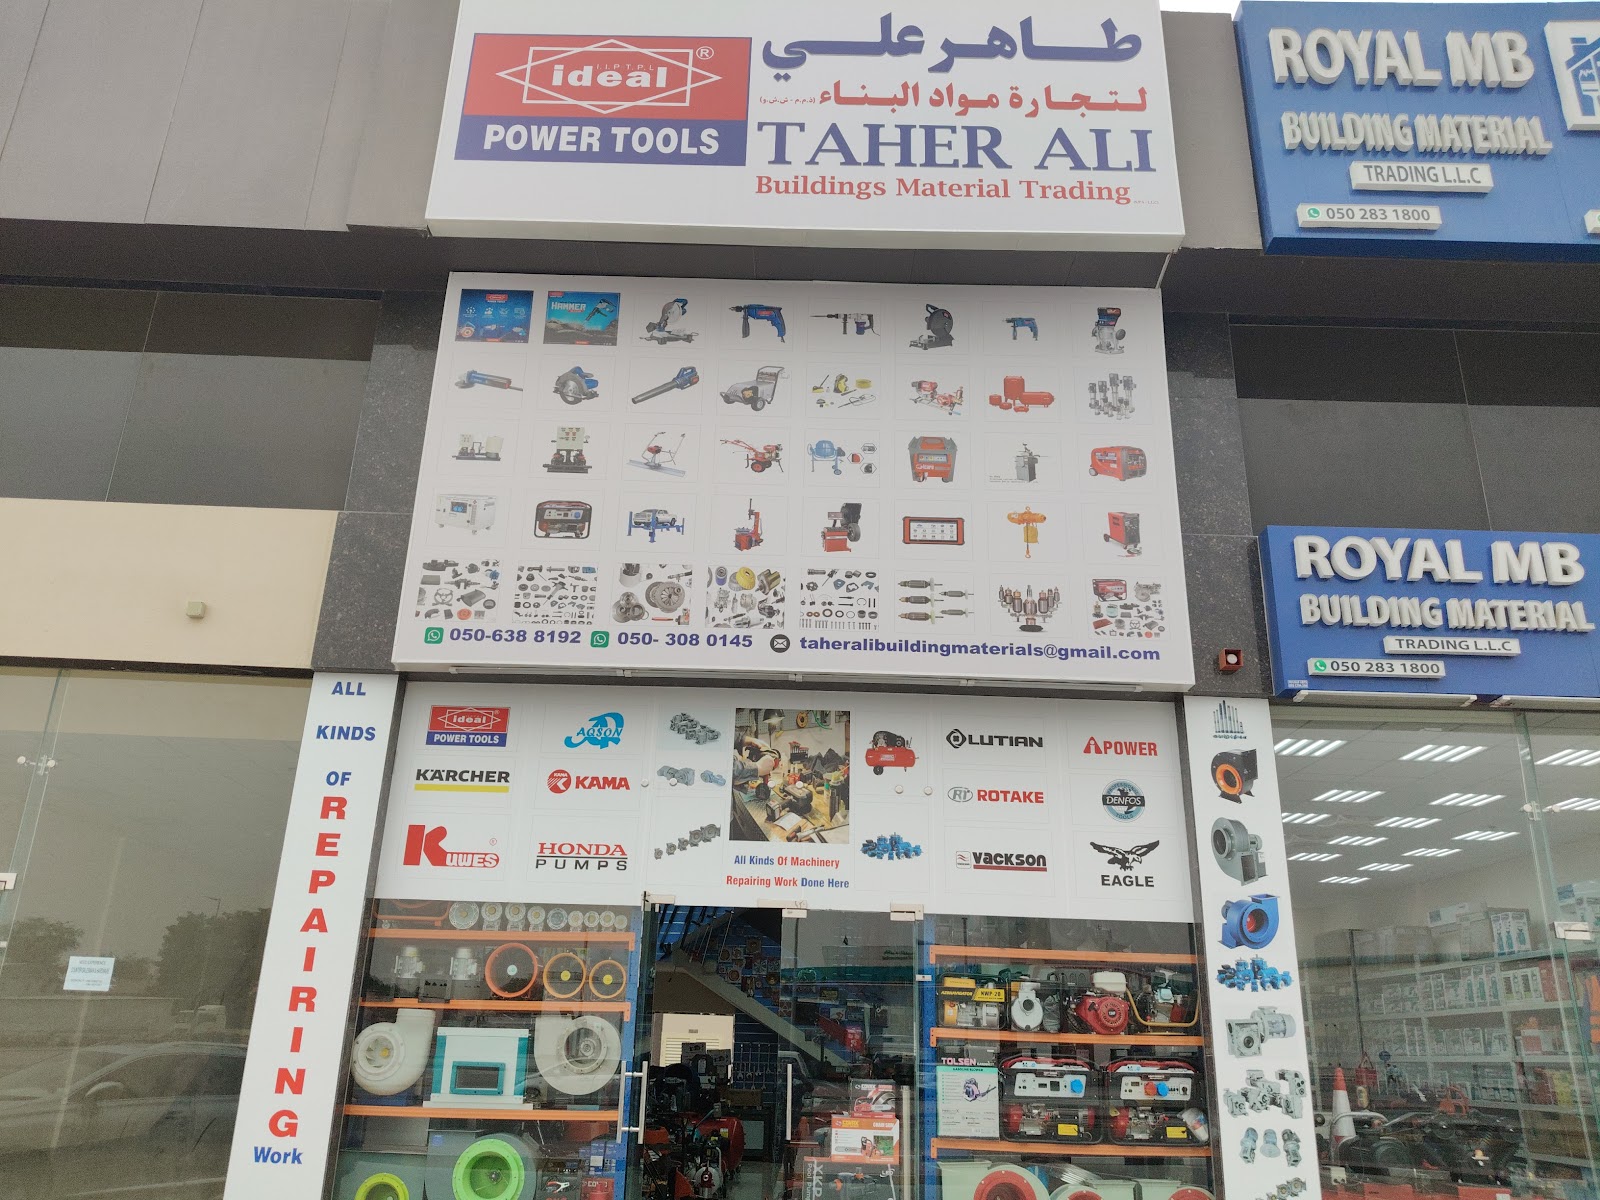 I.I.P.T.P.L
ideal ®
POWER TOOLS
طاهر علي
لتجارة مواد البناء (ذ.م.م - ش.ش.و)
TAHER ALI
Buildings Material Trading
ROYAL MB
BUILDING MATERIAL
TRADING L.L.C
050 283 1800
HAMMER
050-638 8192
050- 308 0145
taheralibuildingmaterials@gmail.com
ROYAL MB
BUILDING MATERIAL
TRADING L.L.C
050 283 1800
ALL
KINDS
OF
REPAIRING
Work
ideal
POWER TOOLS
AQSON
KÄRCHER
KAMA
KUWES ®
HONDA
PUMPS
All Kinds Of Machinery
Repairing Work Done Here
LUTIAN
APOWER
RT ROTAKE
DENFOS
TOOLS
VACKSON
EAGLE
TOLSEN